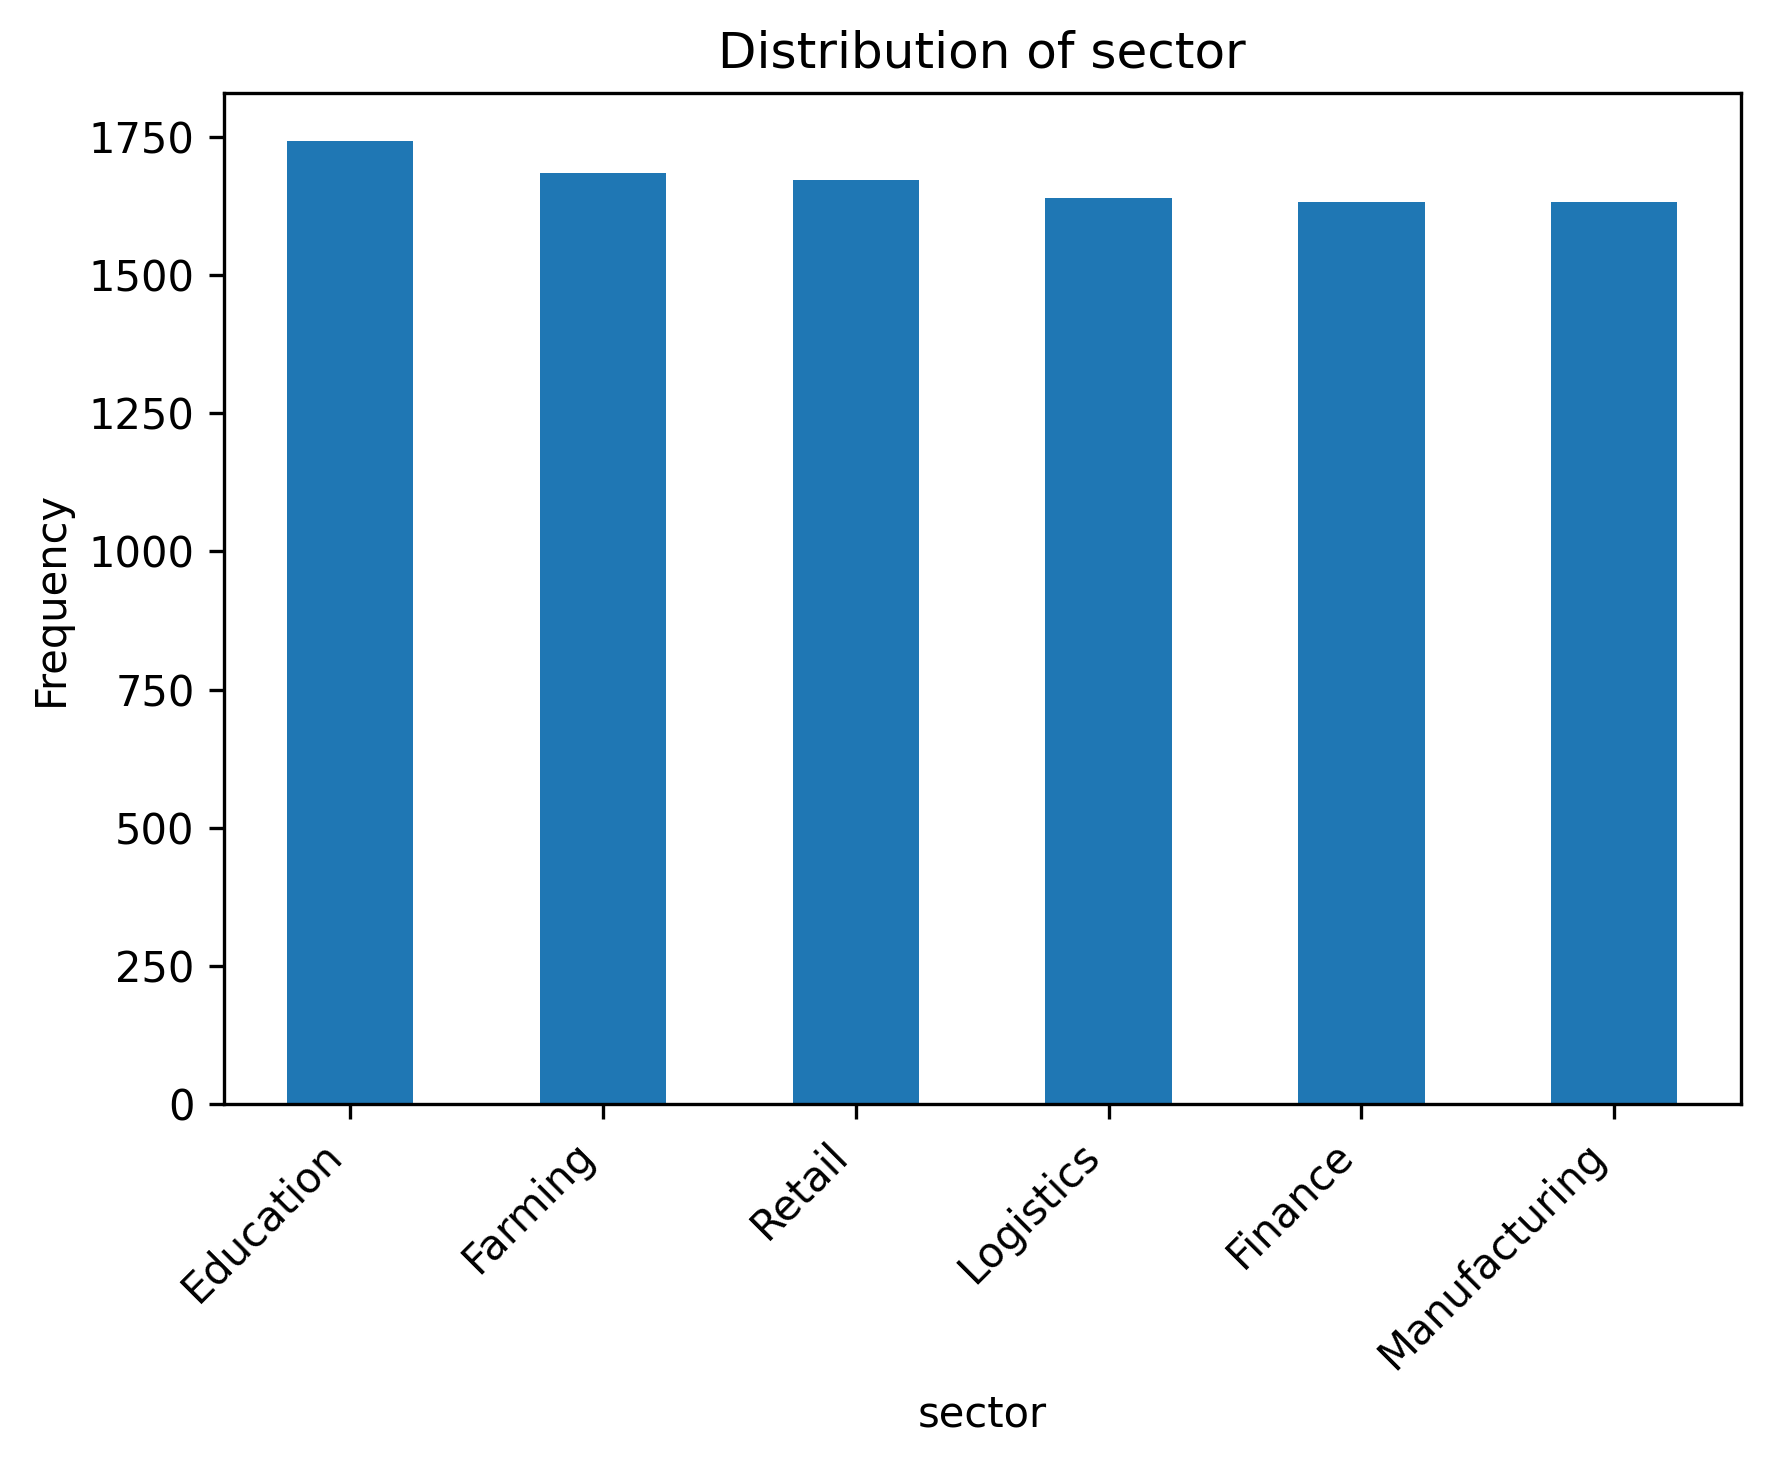 Distribution of sector
Frequency
1750
1500
1250
1000
750
500
250
0
Education
Farming
Retail
Logistics
Finance
Manufacturing
sector